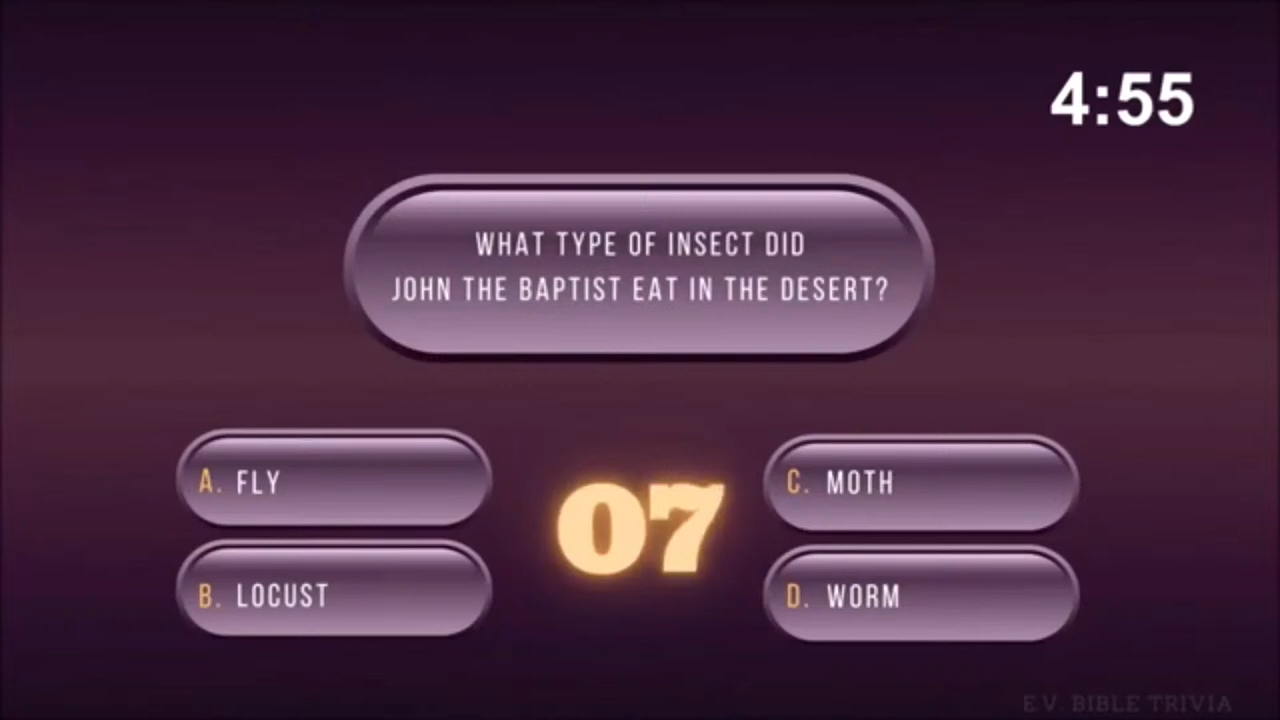 4:55
WHAT TYPE OF INSECT DID
JOHN THE BAPTIST EAT IN THE DESERT?
A. FLY
B. LOCUST
07
C. MOTH
D. WORM
E.V. BIBLE TRIVIA